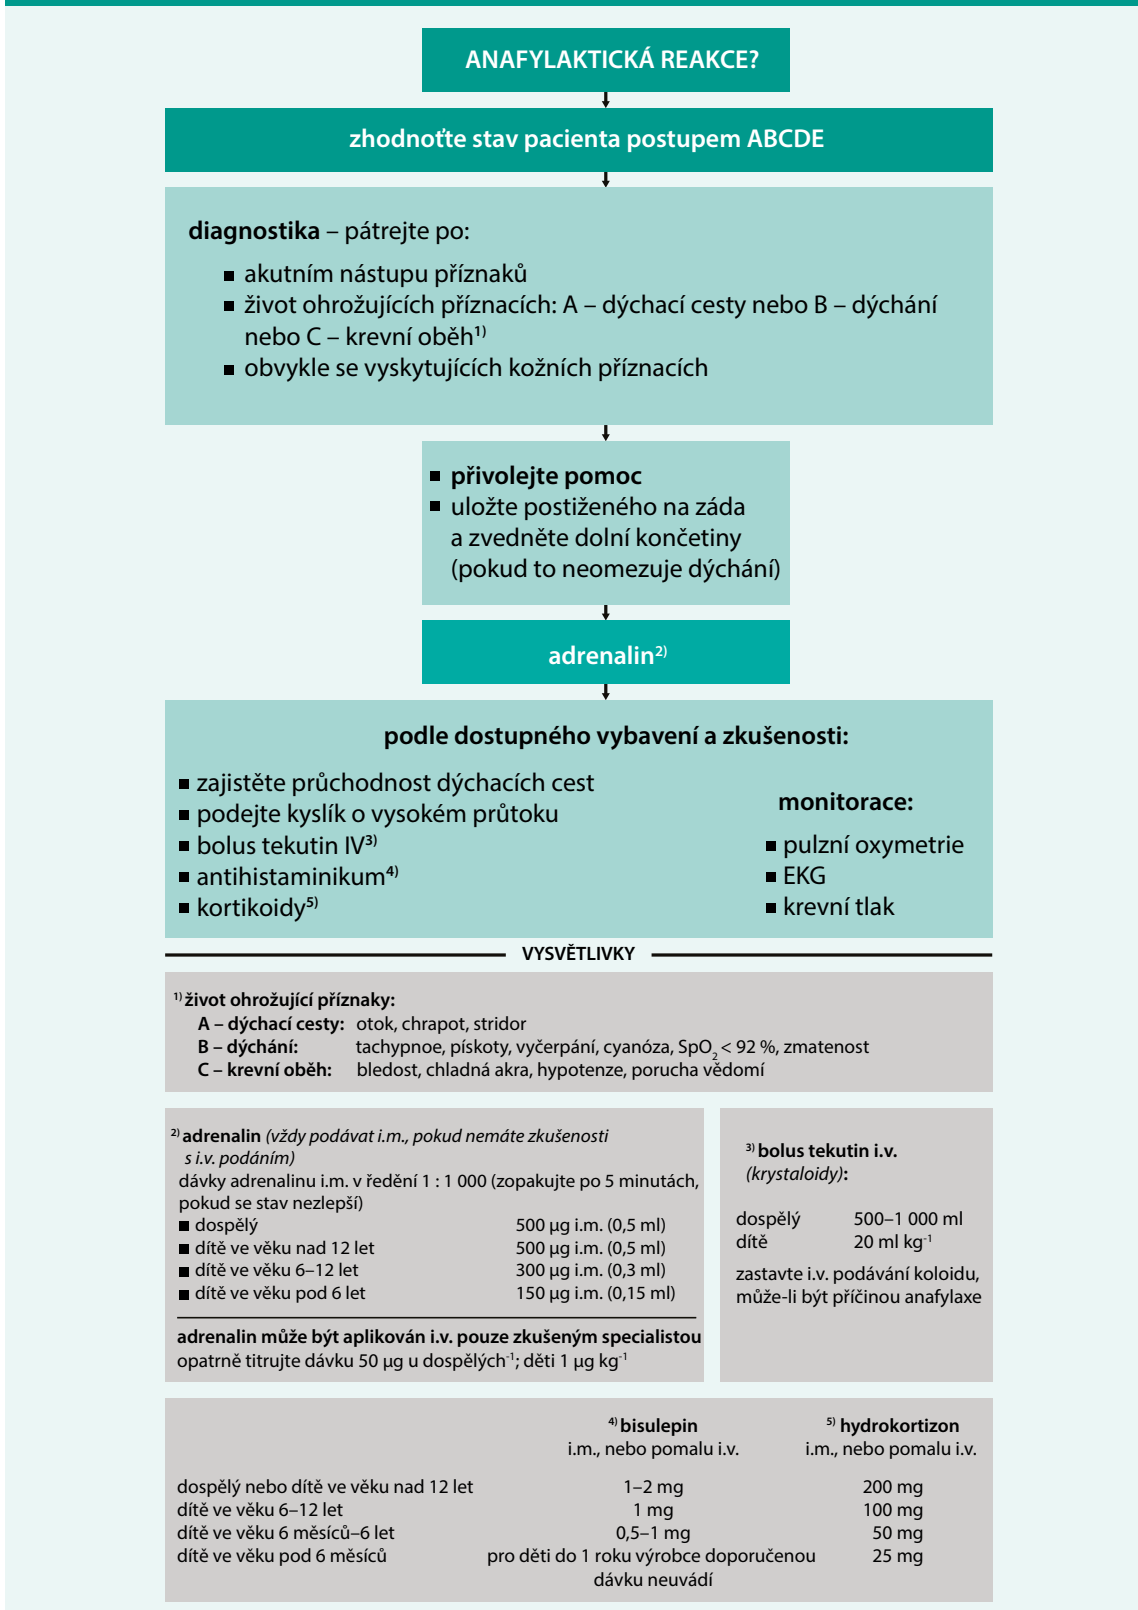 ANAFYLAKTICKÁ REAKCE?
zhodnoťte stav pacienta postupem ABCDE
diagnostika – pátrejte po:
■ akutním nástupu příznaků
■ život ohrožujících příznacích: A – dýchací cesty nebo B – dýchání
nebo C – krevní oběh¹⁾
■ obvykle se vyskytujících kožních příznacích
■ přivolejte pomoc
■ uložte postiženého na záda
a zvedněte dolní končetiny
(pokud to neomezuje dýchání)
adrenalin²⁾
podle dostupného vybavení a zkušenosti:
■ zajistěte průchodnost dýchacích cest
■ podejte kyslík o vysokém průtoku
■ bolus tekutin IV³⁾
■ antihistaminikum⁴⁾
■ kortikoidy⁵⁾
monitorace:
■ pulzní oxymetrie
■ EKG
■ krevní tlak
VYSVĚTLIVKY
¹⁾ život ohrožující příznaky:
A – dýchací cesty: otok, chrapot, stridor
B – dýchání: tachypnoe, pískoty, vyčerpání, cyanóza, SpO₂ < 92 %, zmatenost
C – krevní oběh: bledost, chladná akra, hypotenze, porucha vědomí
²⁾ adrenalin (vždy podávat i.m., pokud nemáte zkušenosti
s i.v. podáním)
dávky adrenalinu i.m. v ředění 1 : 1 000 (zopakujte po 5 minutách,
pokud se stav nezlepší)
■ dospělý 500 µg i.m. (0,5 ml)
■ dítě ve věku nad 12 let 500 µg i.m. (0,5 ml)
■ dítě ve věku 6–12 let 300 µg i.m. (0,3 ml)
■ dítě ve věku pod 6 let 150 µg i.m. (0,15 ml)
adrenalin může být aplikován i.v. pouze zkušeným specialistou
opatrně titrujte dávku 50 µg u dospělých⁻¹; děti 1 µg kg⁻¹
³⁾ bolus tekutin i.v.
(krystaloidy):
dospělý 500–1 000 ml
dítě 20 ml kg⁻¹
zastavte i.v. podávání koloidu,
může-li být příčinou anafylaxe
⁴⁾ bisulepin ⁵⁾ hydrokortizon
i.m., nebo pomalu i.v. i.m., nebo pomalu i.v.
dospělý nebo dítě ve věku nad 12 let 1–2 mg 200 mg
dítě ve věku 6–12 let 1 mg 100 mg
dítě ve věku 6 měsíců–6 let 0,5–1 mg 50 mg
dítě ve věku pod 6 měsíců pro děti do 1 roku výrobce doporučenou 25 mg
dávku neuvádí